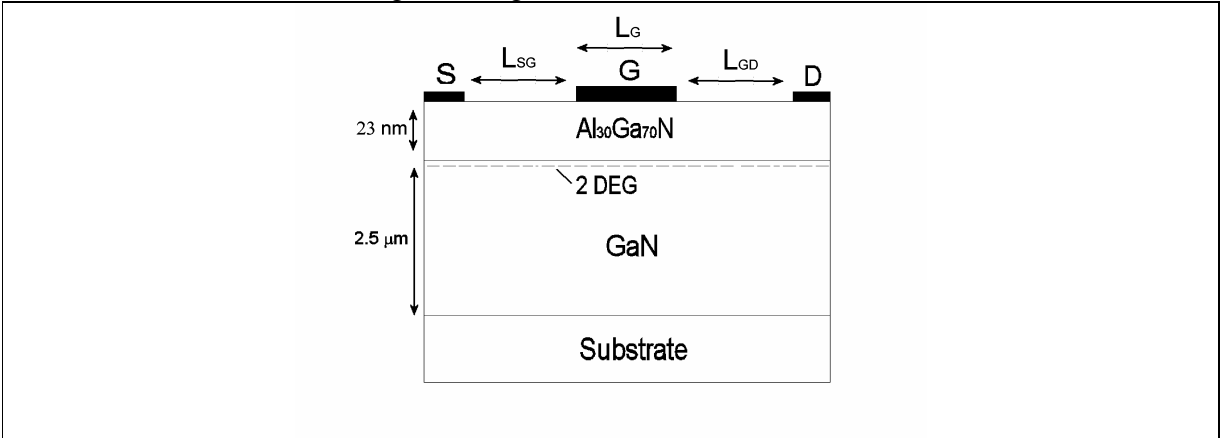 LG
LSG
LGD
S
G
D
23 nm
Al30Ga70N
2 DEG
2.5 μm
GaN
Substrate